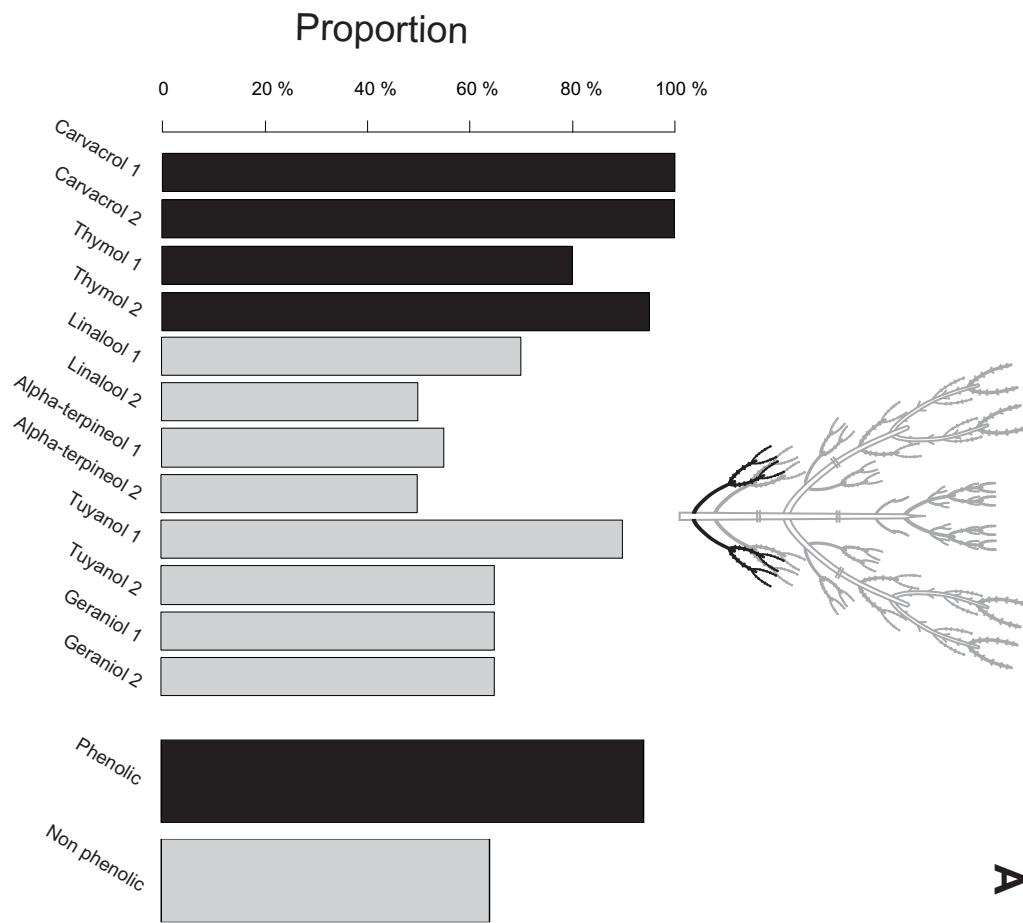 Proportion
0 20 % 40 % 60 % 80 % 100 %
Carvacrol 1
Carvacrol 2
Thymol 1
Thymol 2
Linalool 1
Linalool 2
Alpha-terpineol 1
Alpha-terpineol 2
Tuyanol 1
Tuyanol 2
Geraniol 1
Geraniol 2
Phenolic
Non phenolic
A